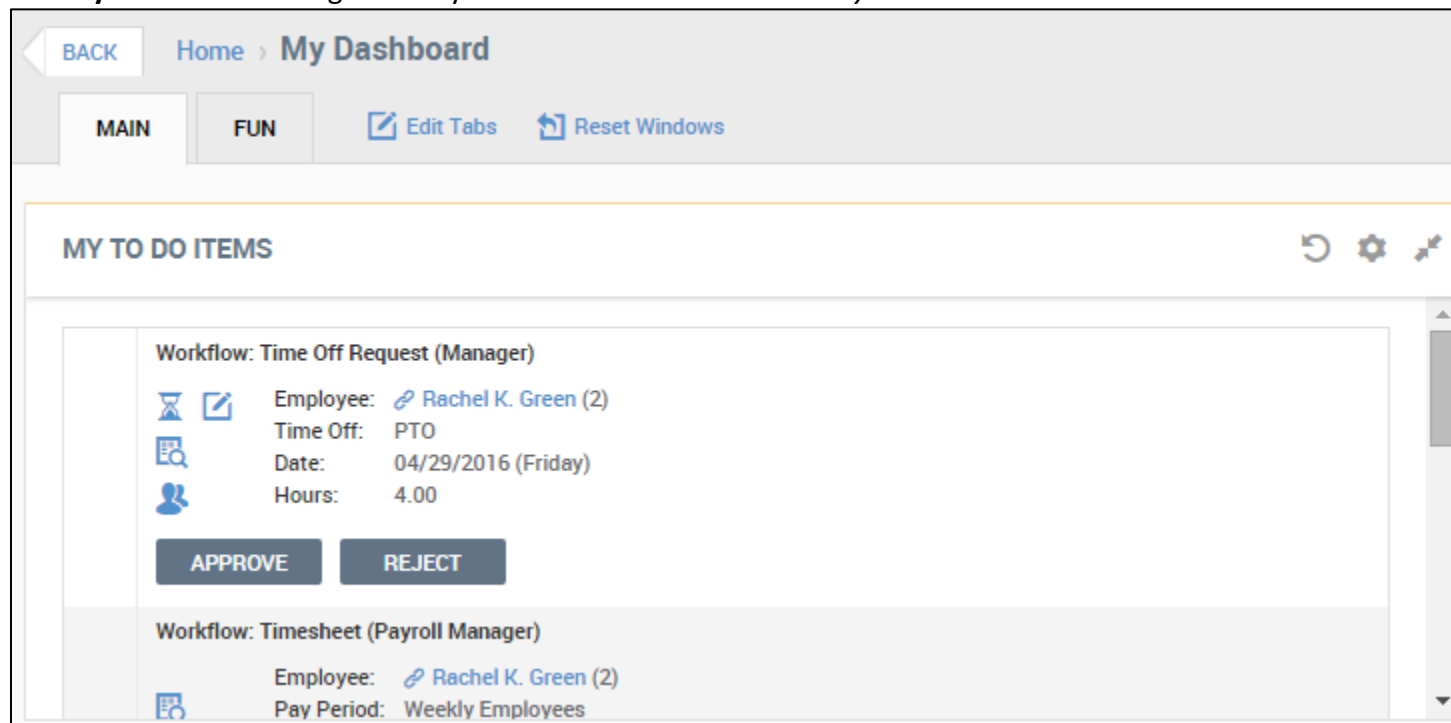 BACK Home › My Dashboard
MAIN FUN Edit Tabs Reset Windows
MY TO DO ITEMS
Workflow: Time Off Request (Manager)
Employee: Rachel K. Green (2)
Time Off: PTO
Date: 04/29/2016 (Friday)
Hours: 4.00
APPROVE REJECT
Workflow: Timesheet (Payroll Manager)
Employee: Rachel K. Green (2)
Pay Period: Weekly Employees